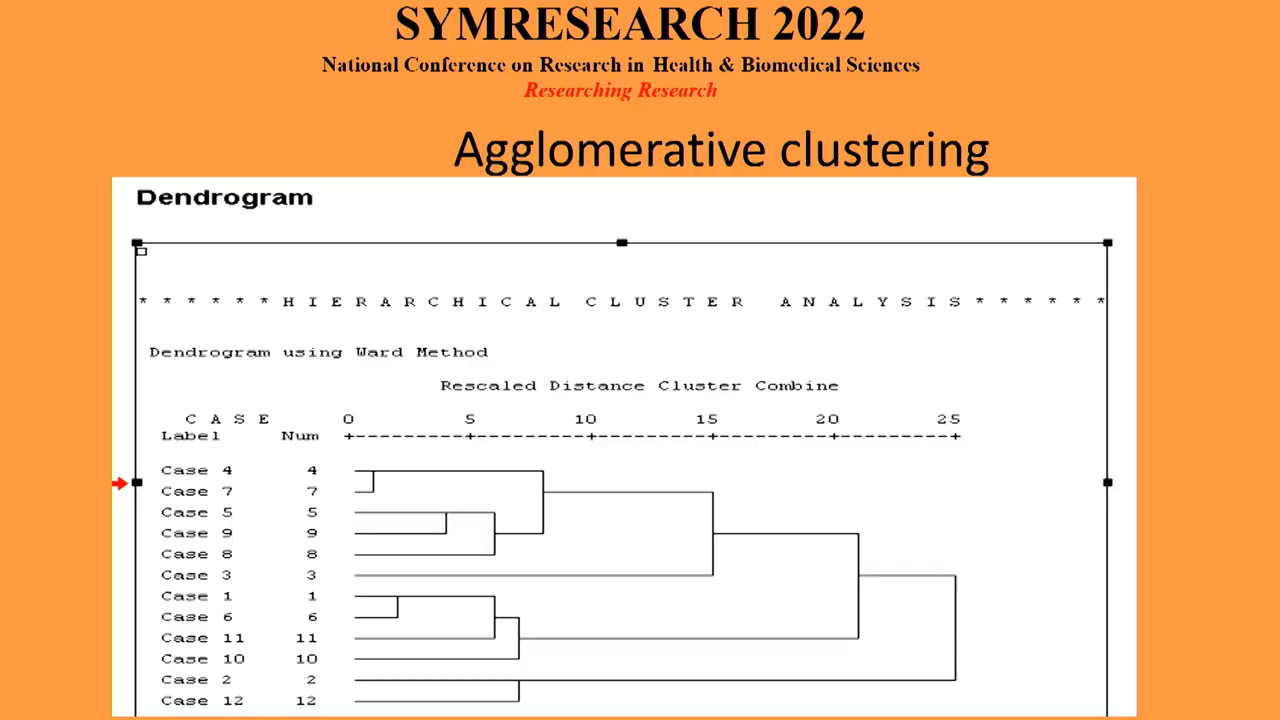 SYMRESEARCH 2022
National Conference on Research in Health & Biomedical Sciences
Researching Research
Agglomerative clustering
Dendrogram
* * * * * * H I E R A R C H I C A L   C L U S T E R   A N A L Y S I S * * * * * *
Dendrogram using Ward Method
Rescaled Distance Cluster Combine
C A S E 0 5 10 15 20 25
Label Num +---------+---------+---------+---------+---------+
Case 4 4
Case 7 7
Case 5 5
Case 9 9
Case 8 8
Case 3 3
Case 1 1
Case 6 6
Case 11 11
Case 10 10
Case 2 2
Case 12 12